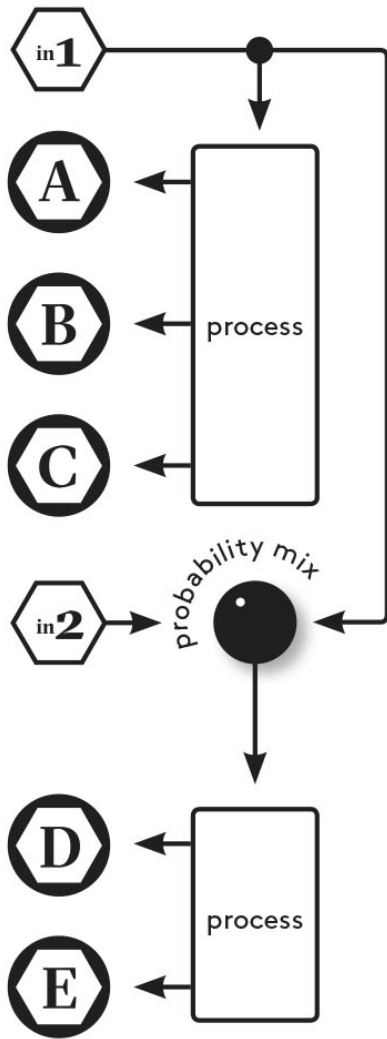 in1
A
B
process
C
probability mix
in2
D
process
E